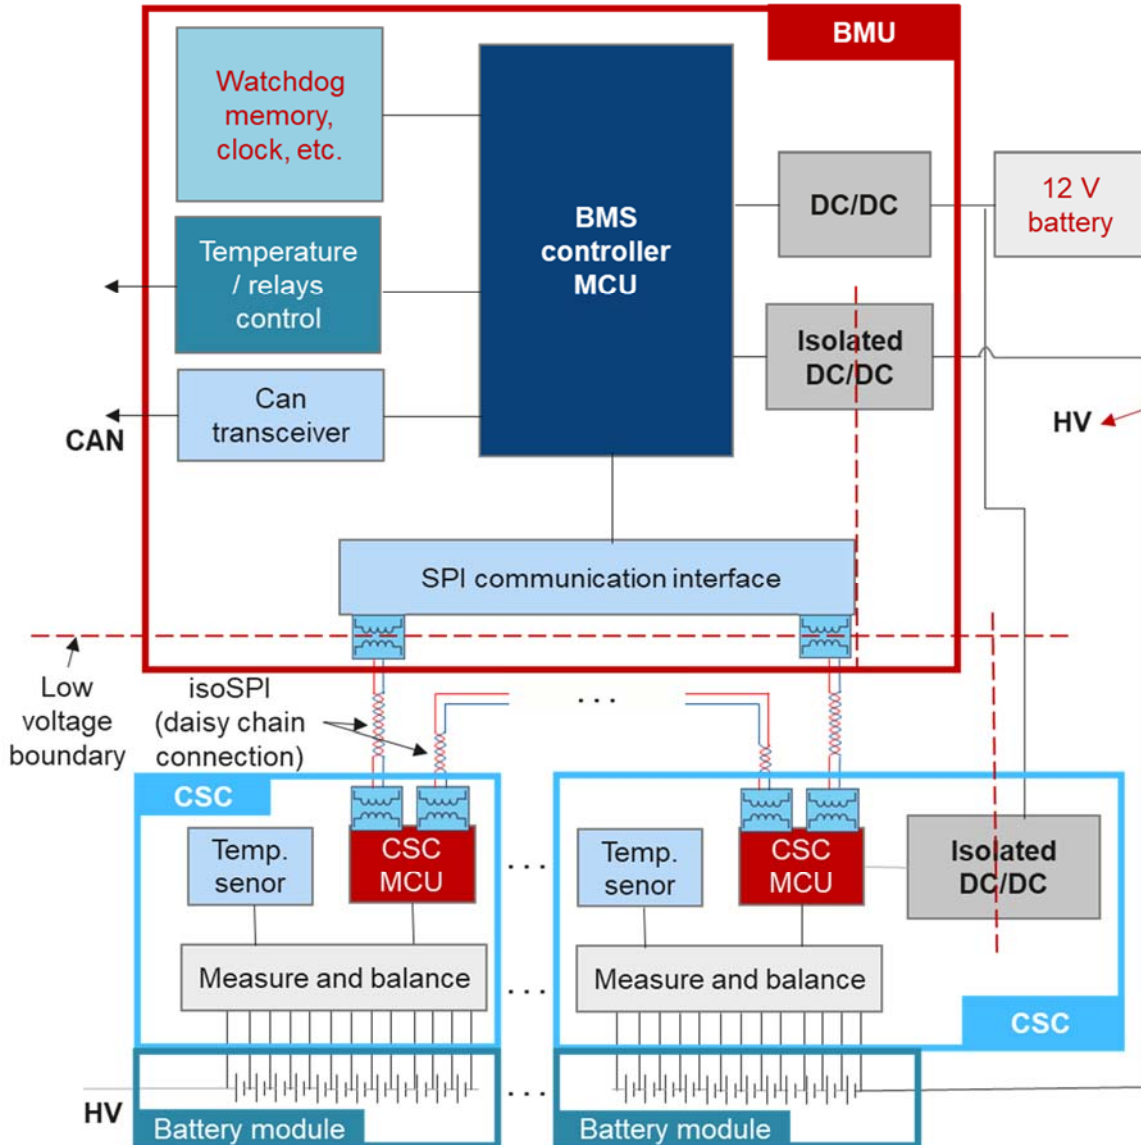 BMU
Watchdog
memory,
clock, etc.
BMS
controller
MCU
DC/DC
12 V
battery
Temperature
/ relays
control
Isolated
DC/DC
Can
transceiver
CAN
HV
SPI communication interface
Low
voltage
boundary
isoSPI
(daisy chain
connection)
...
CSC
Temp.
senor
CSC
MCU
...
Temp.
senor
CSC
MCU
Isolated
DC/DC
Measure and balance
...
Measure and balance
CSC
HV
...
Battery module
Battery module